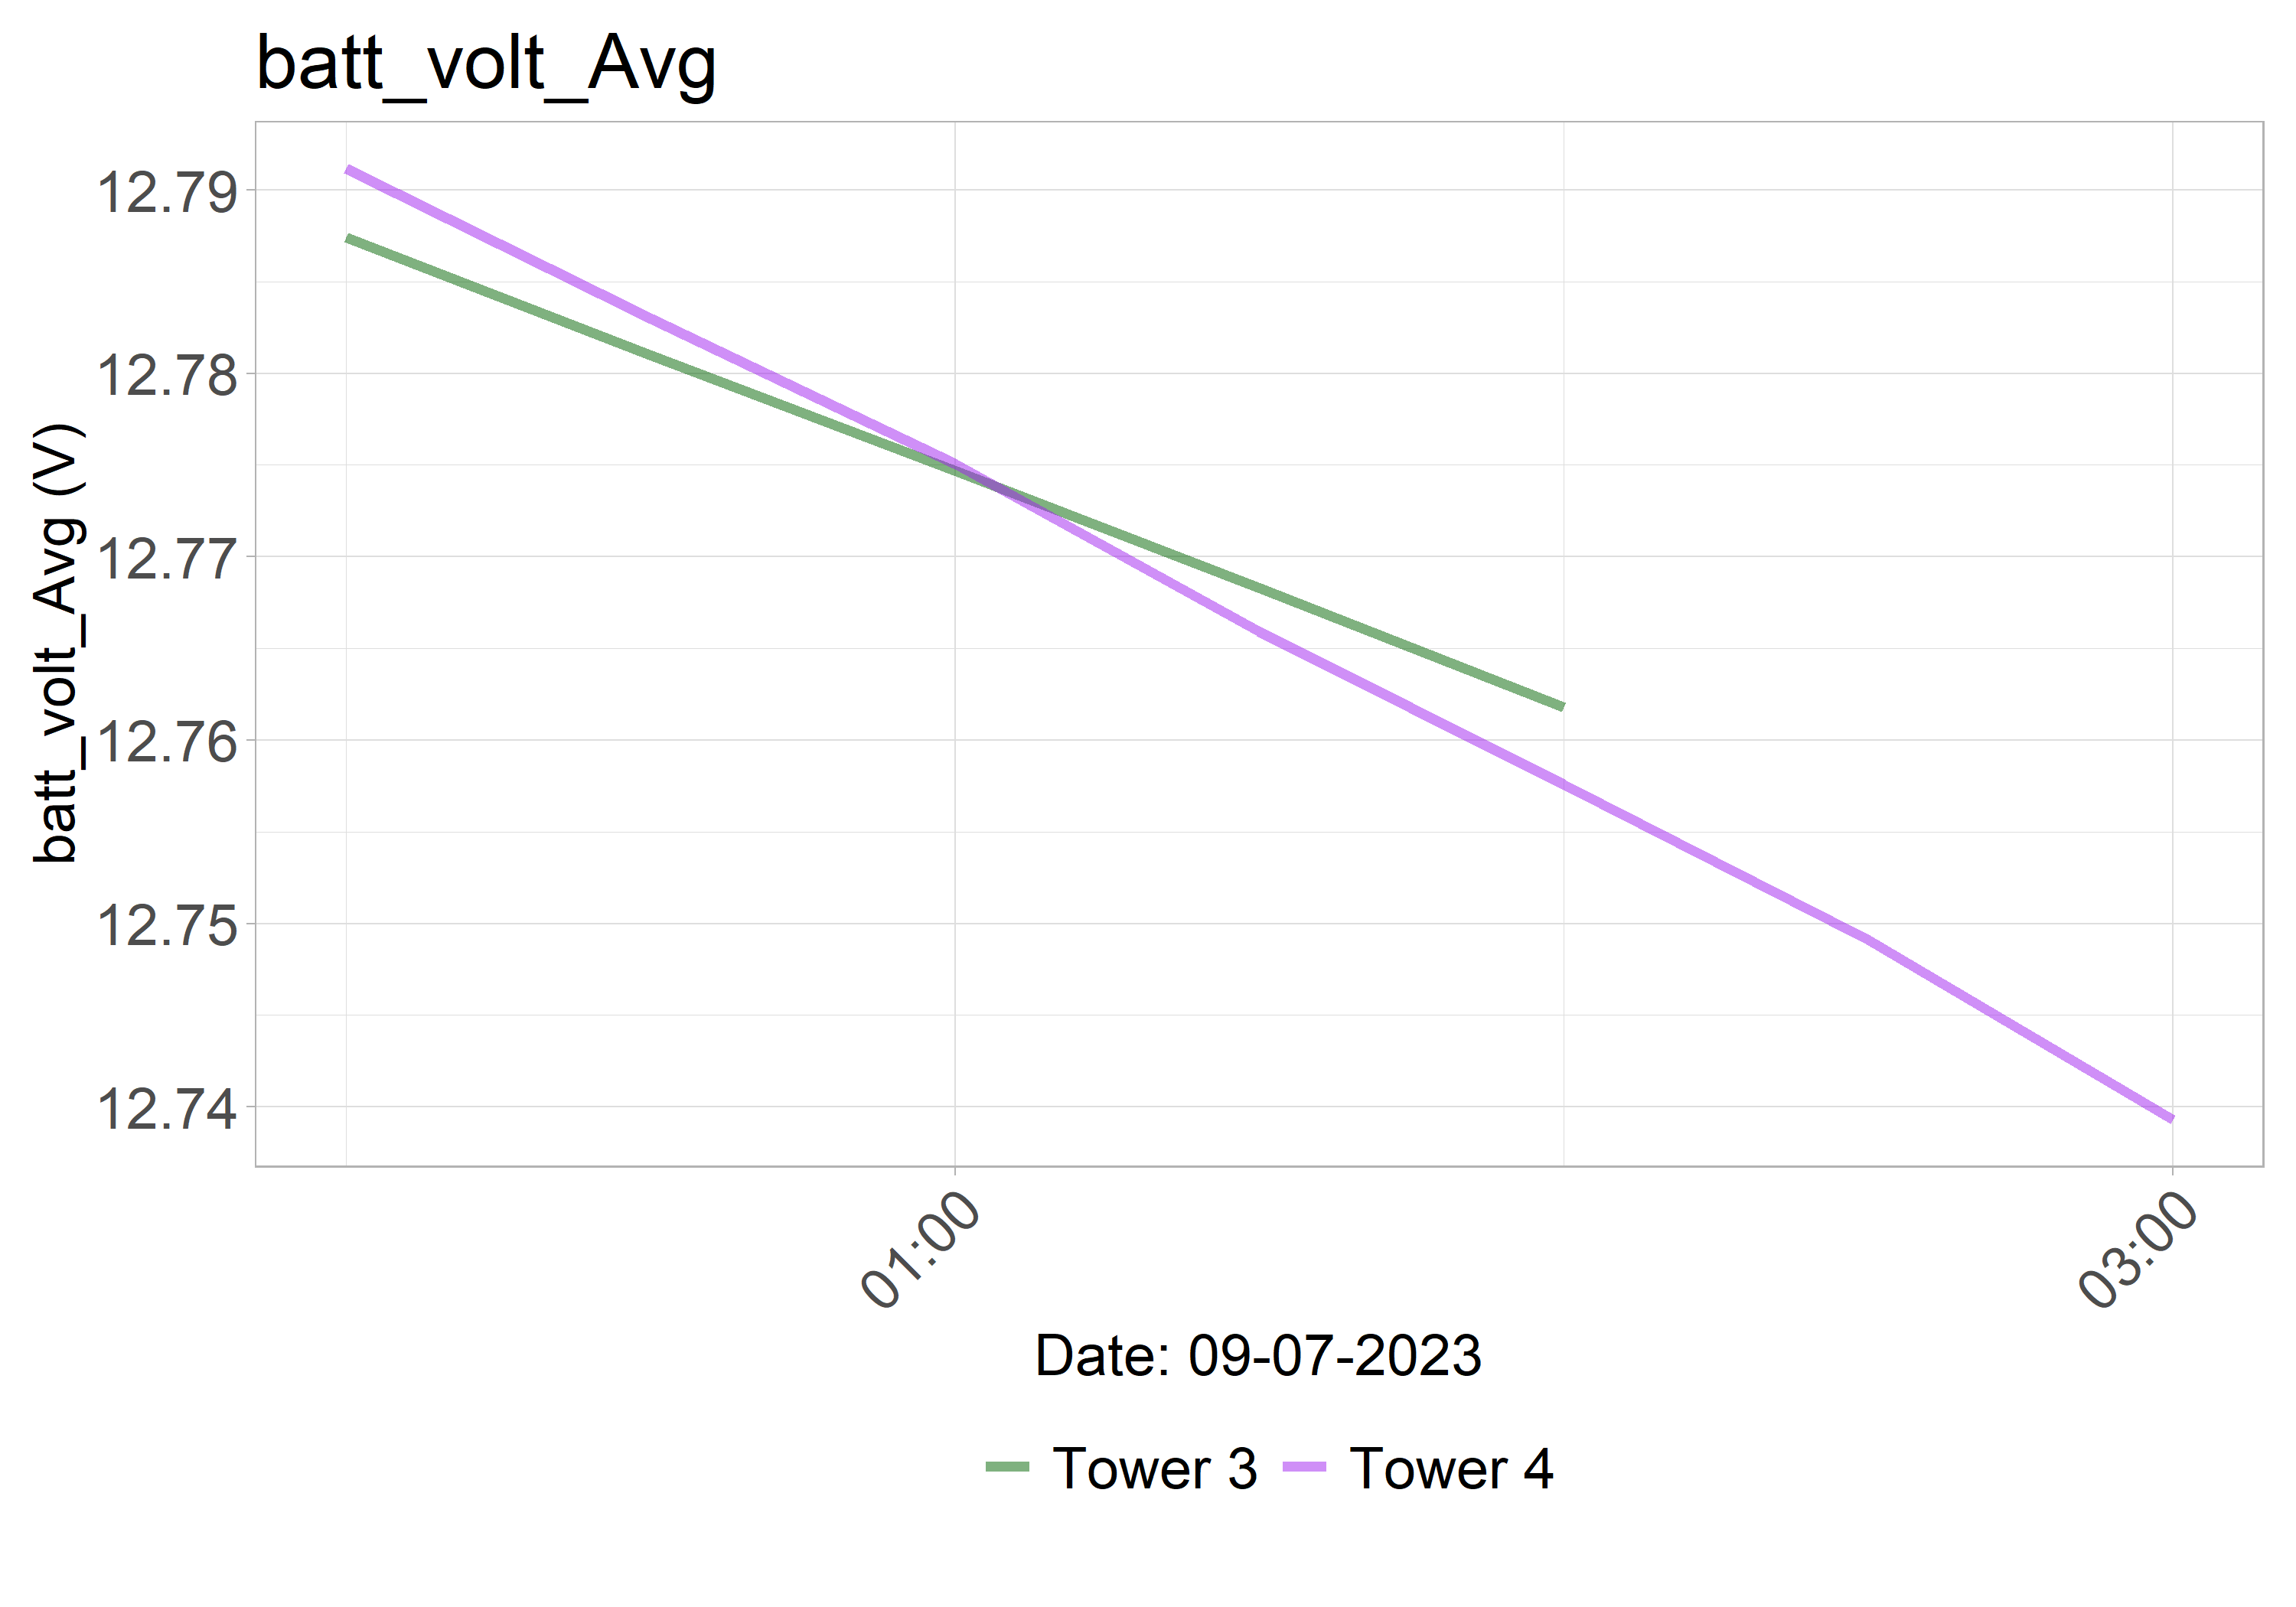 batt_volt_Avg
batt_volt_Avg (V)
12.79
12.78
12.77
12.76
12.75
12.74
01:00
03:00
Date: 09-07-2023
Tower 3
Tower 4